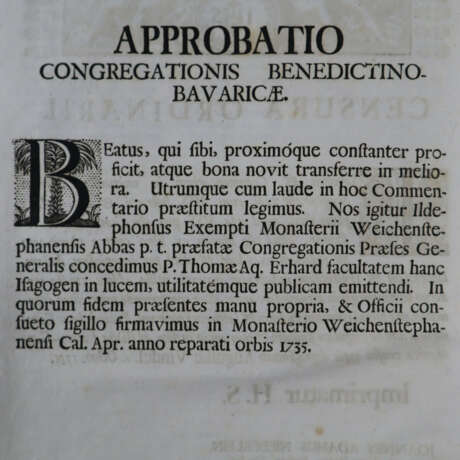 APPROBATIO
CONGREGATIONIS BENEDICTINO-
BAVARICÆ.
BEatus, qui ſibi, proximóque conſtanter pro-
ficit, atque bona novit transferre in melio-
ra. Utrumque cum laude in hoc Commen-
tario præſtitum legimus. Nos igitur Ilde-
phonſus Exempti Monaſterii Weichenſte-
phanenſis Abbas p. t. præfatæ Congregationis Præſes Ge-
neralis concedimus P. Thomæ Aq. Erhard facultatem hanc
Iſagogen in lucem, utilitatémque publicam emittendi. In
quorum fidem præſentes manu propria, & Officii con-
ſueto ſigillo firmavimus in Monaſterio Weichenſtepha-
nenſi Cal. Apr. anno reparati orbis 1735.
Imprimatur H. S.